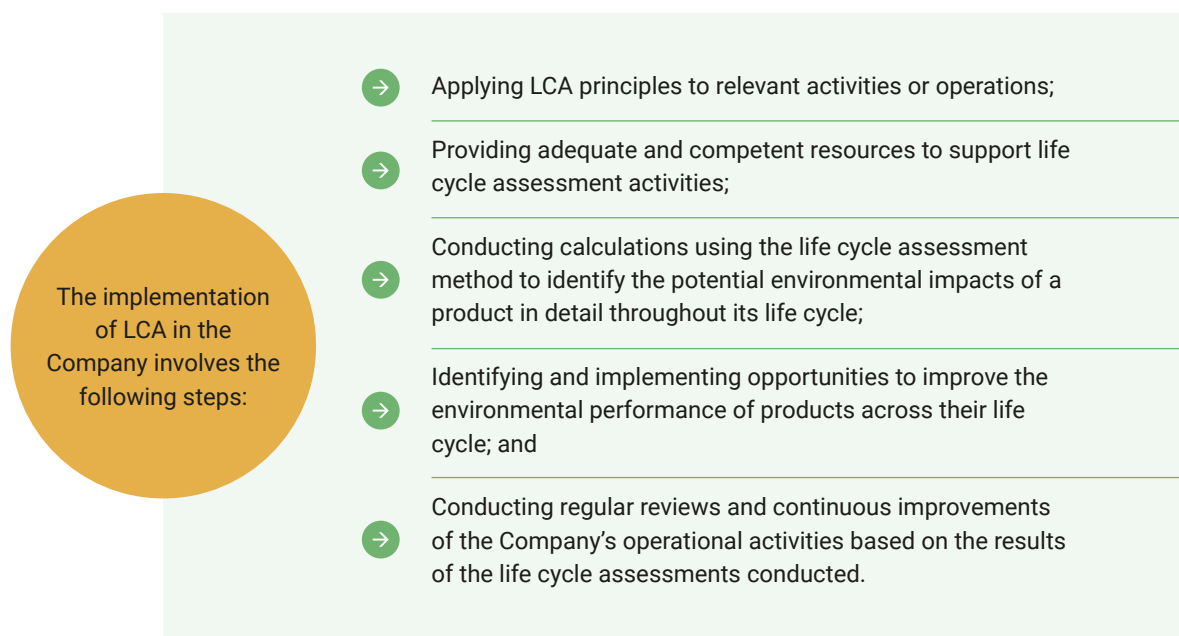 The implementation
of LCA in the
Company involves the
following steps:
Applying LCA principles to relevant activities or operations;
Providing adequate and competent resources to support life
cycle assessment activities;
Conducting calculations using the life cycle assessment
method to identify the potential environmental impacts of a
product in detail throughout its life cycle;
Identifying and implementing opportunities to improve the
environmental performance of products across their life
cycle; and
Conducting regular reviews and continuous improvements
of the Company’s operational activities based on the results
of the life cycle assessments conducted.